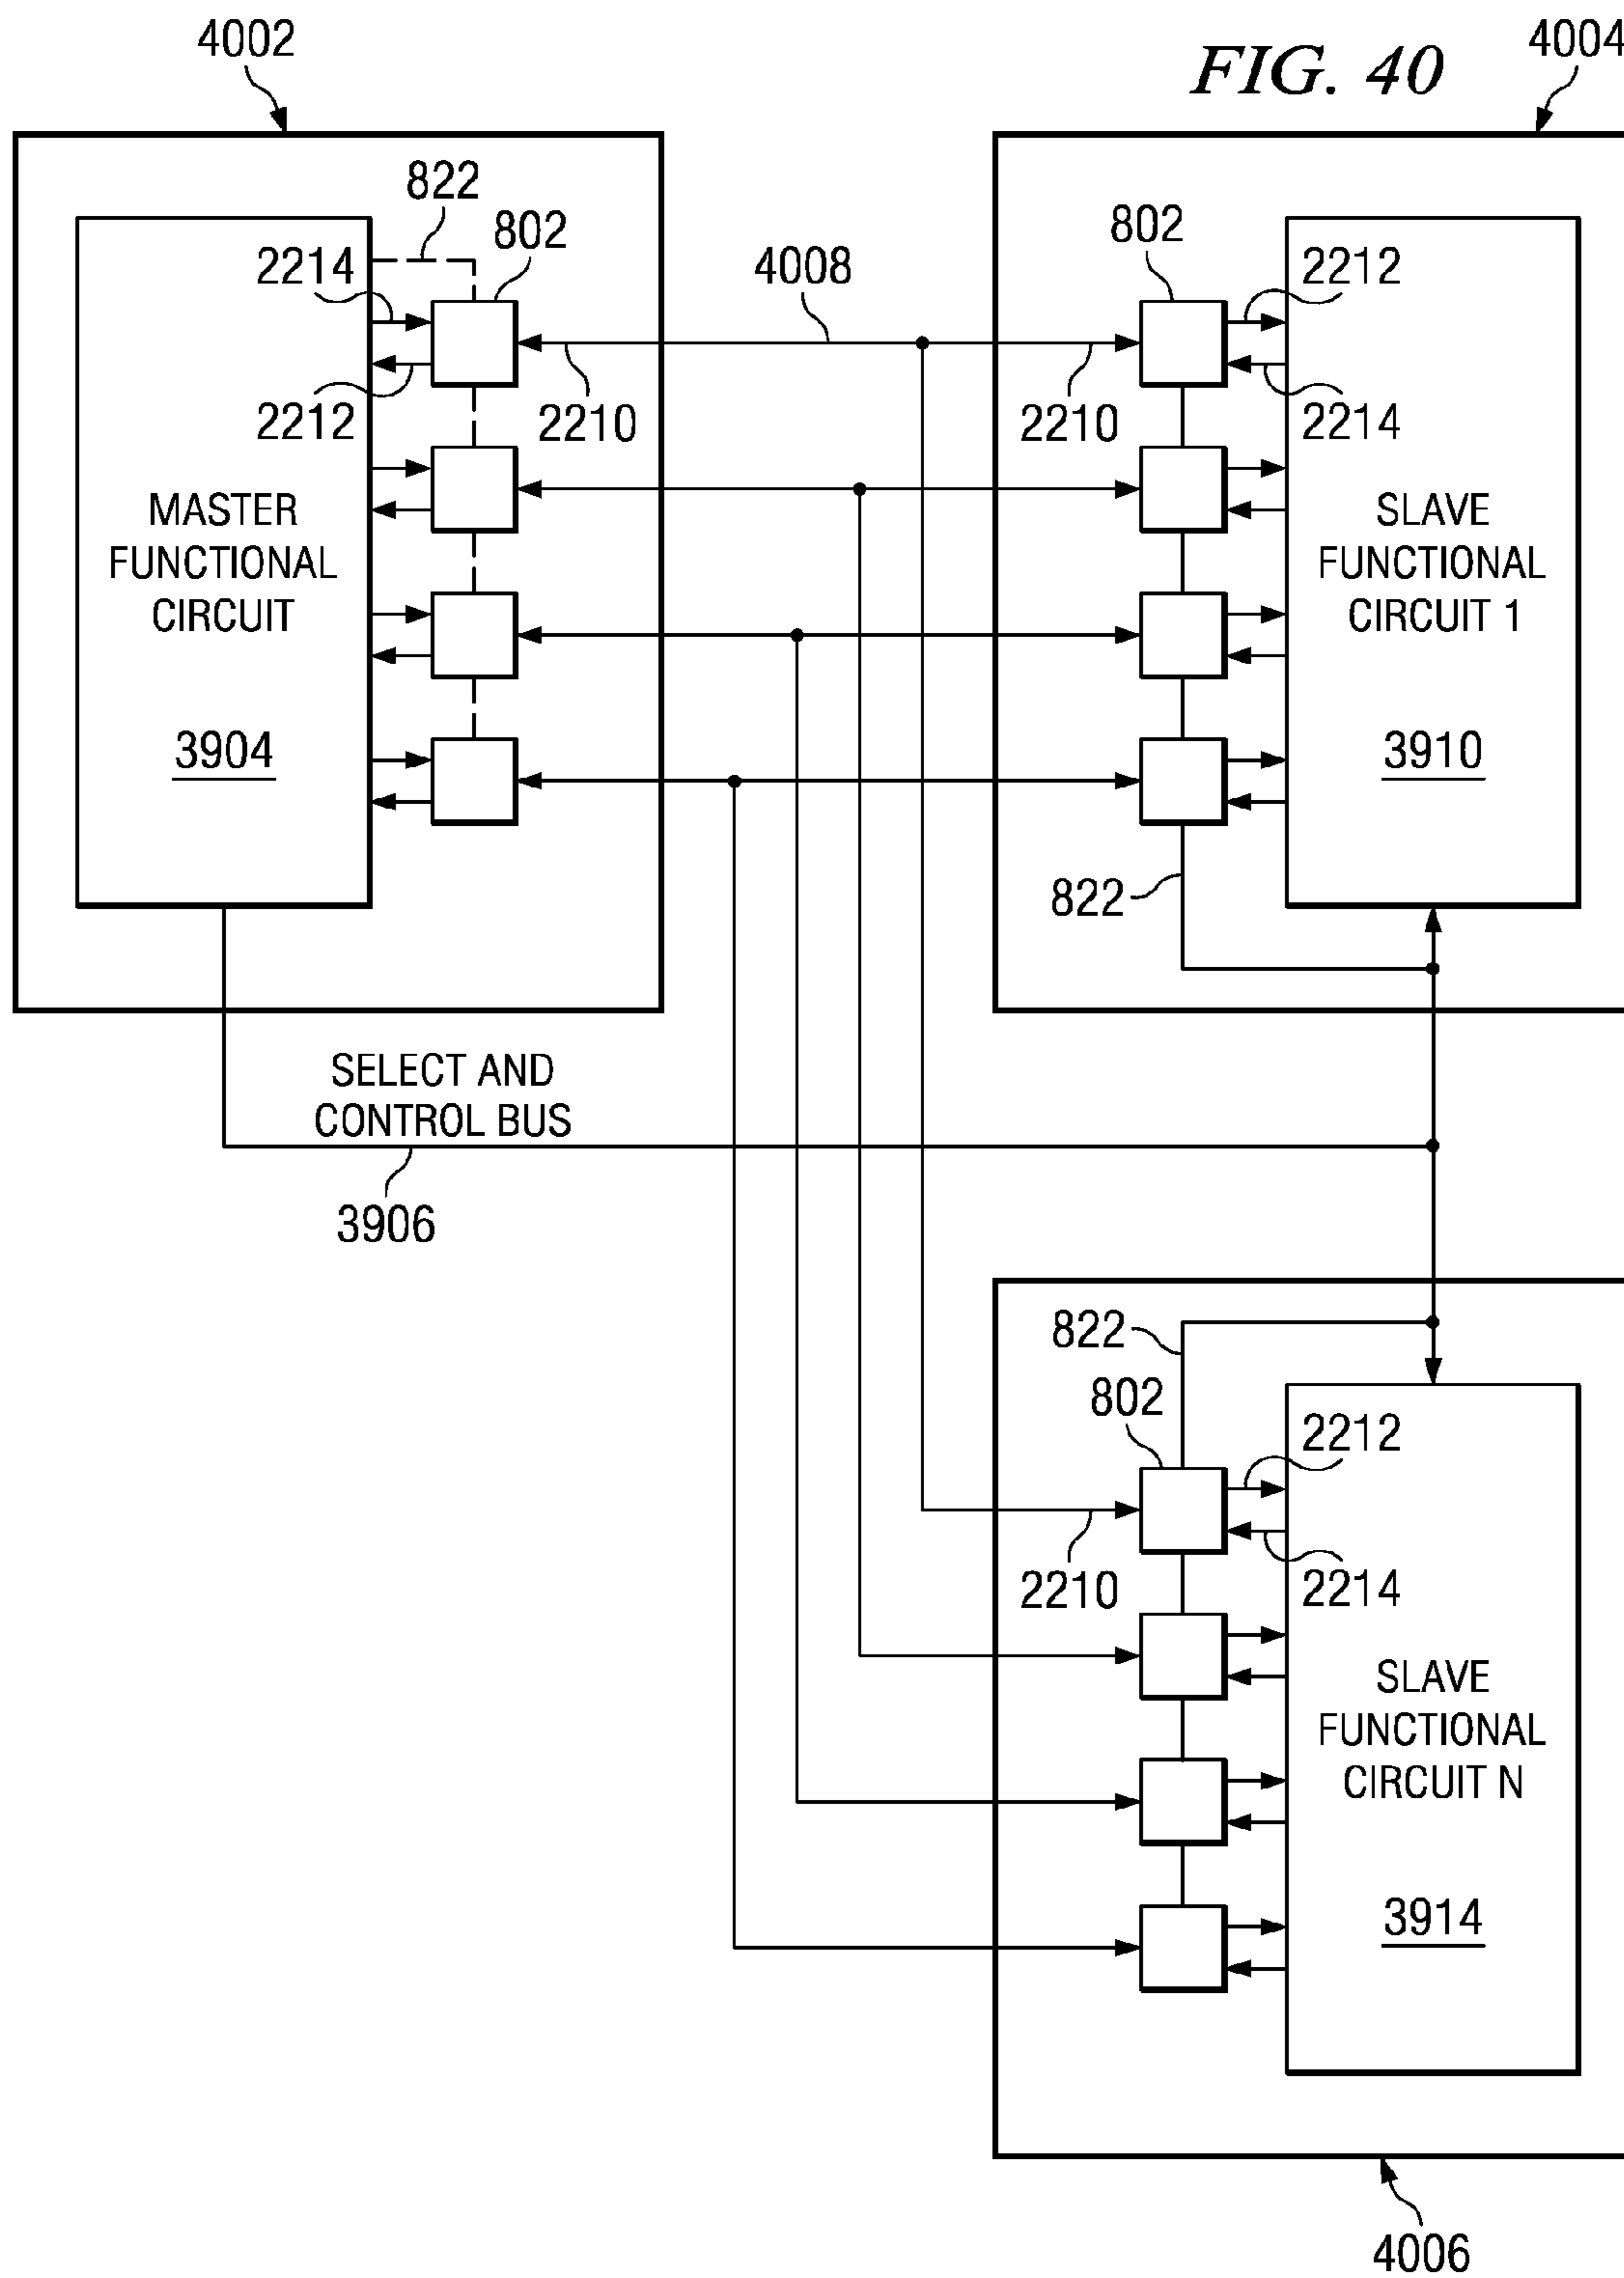 4002
FIG. 40
4004
822
802
2214
4008
802
2212
2212
2210
2210
2214
MASTER
FUNCTIONAL
CIRCUIT
3904
SLAVE
FUNCTIONAL
CIRCUIT 1
3910
822
SELECT AND
CONTROL BUS
3906
822
802
2212
2210
2214
SLAVE
FUNCTIONAL
CIRCUIT N
3914
4006